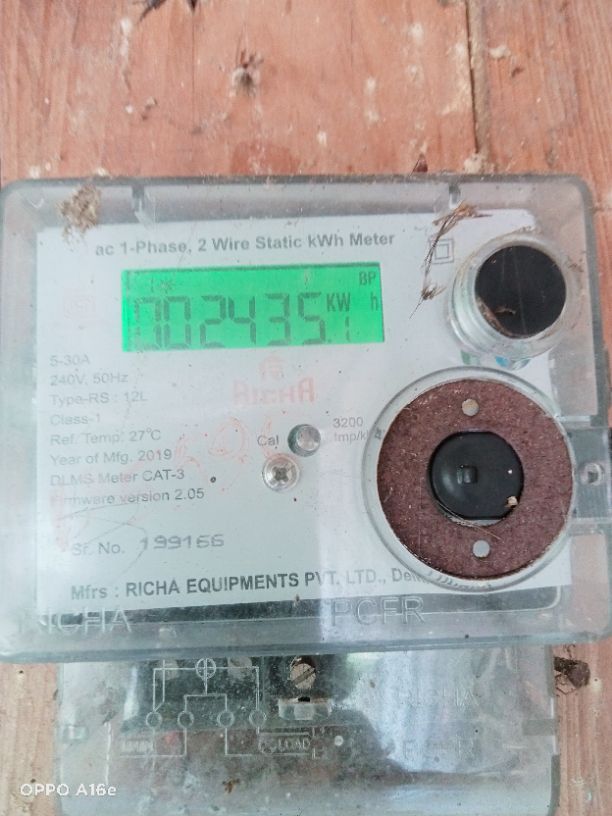 ac 1-Phase, 2 Wire Static kWh Meter
BP
002435.1 KW h
5-30A
240V, 50Hz
Type-RS : 12L
Class-1
Ref. Temp: 27°C
Year of Mfg. 2019
DLMS Meter CAT-3
Firmware version 2.05
RICHA
Cal
3200
Sr. No. 199166
Mfrs : RICHA EQUIPMENTS PVT. LTD.,
RICHA PCFR
LOAD
OPPO A16e